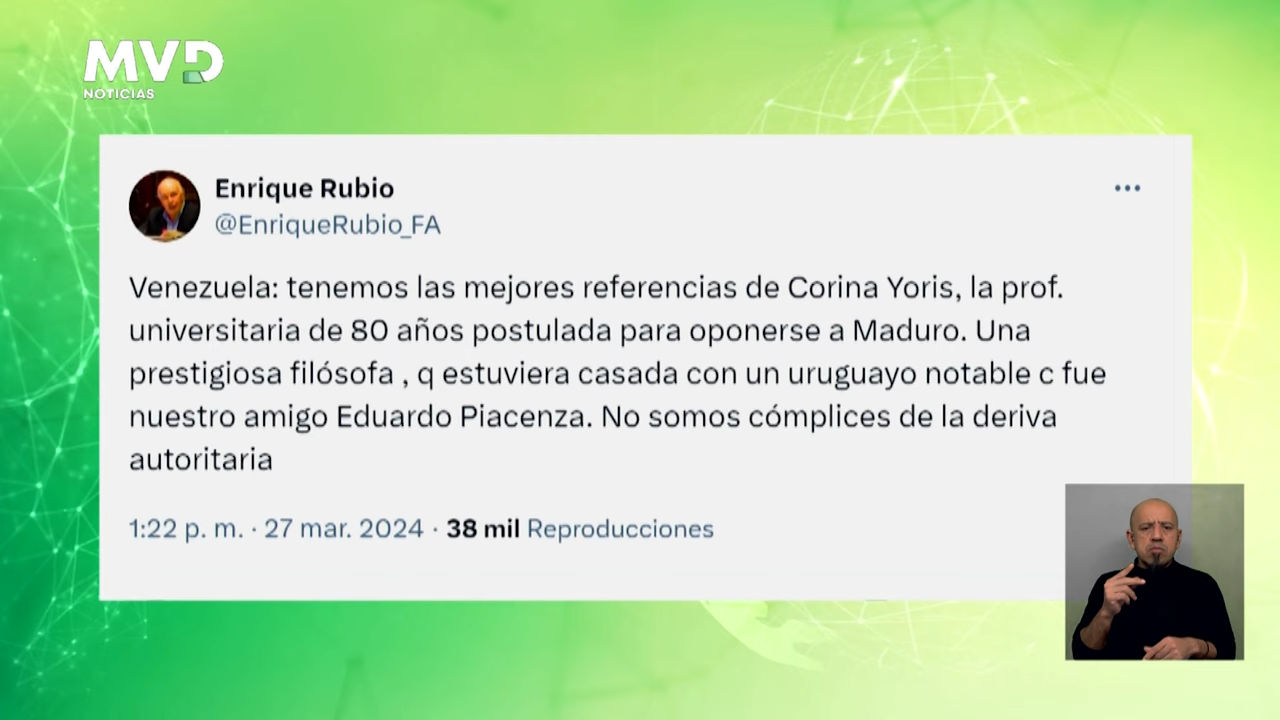 MVD
NOTICIAS
Enrique Rubio
@EnriqueRubio_FA
Venezuela: tenemos las mejores referencias de Corina Yoris, la prof.
universitaria de 80 años postulada para oponerse a Maduro. Una
prestigiosa filósofa , q estuviera casada con un uruguayo notable c fue
nuestro amigo Eduardo Piacenza. No somos cómplices de la deriva
autoritaria
1:22 p. m. · 27 mar. 2024 · 38 mil Reproducciones